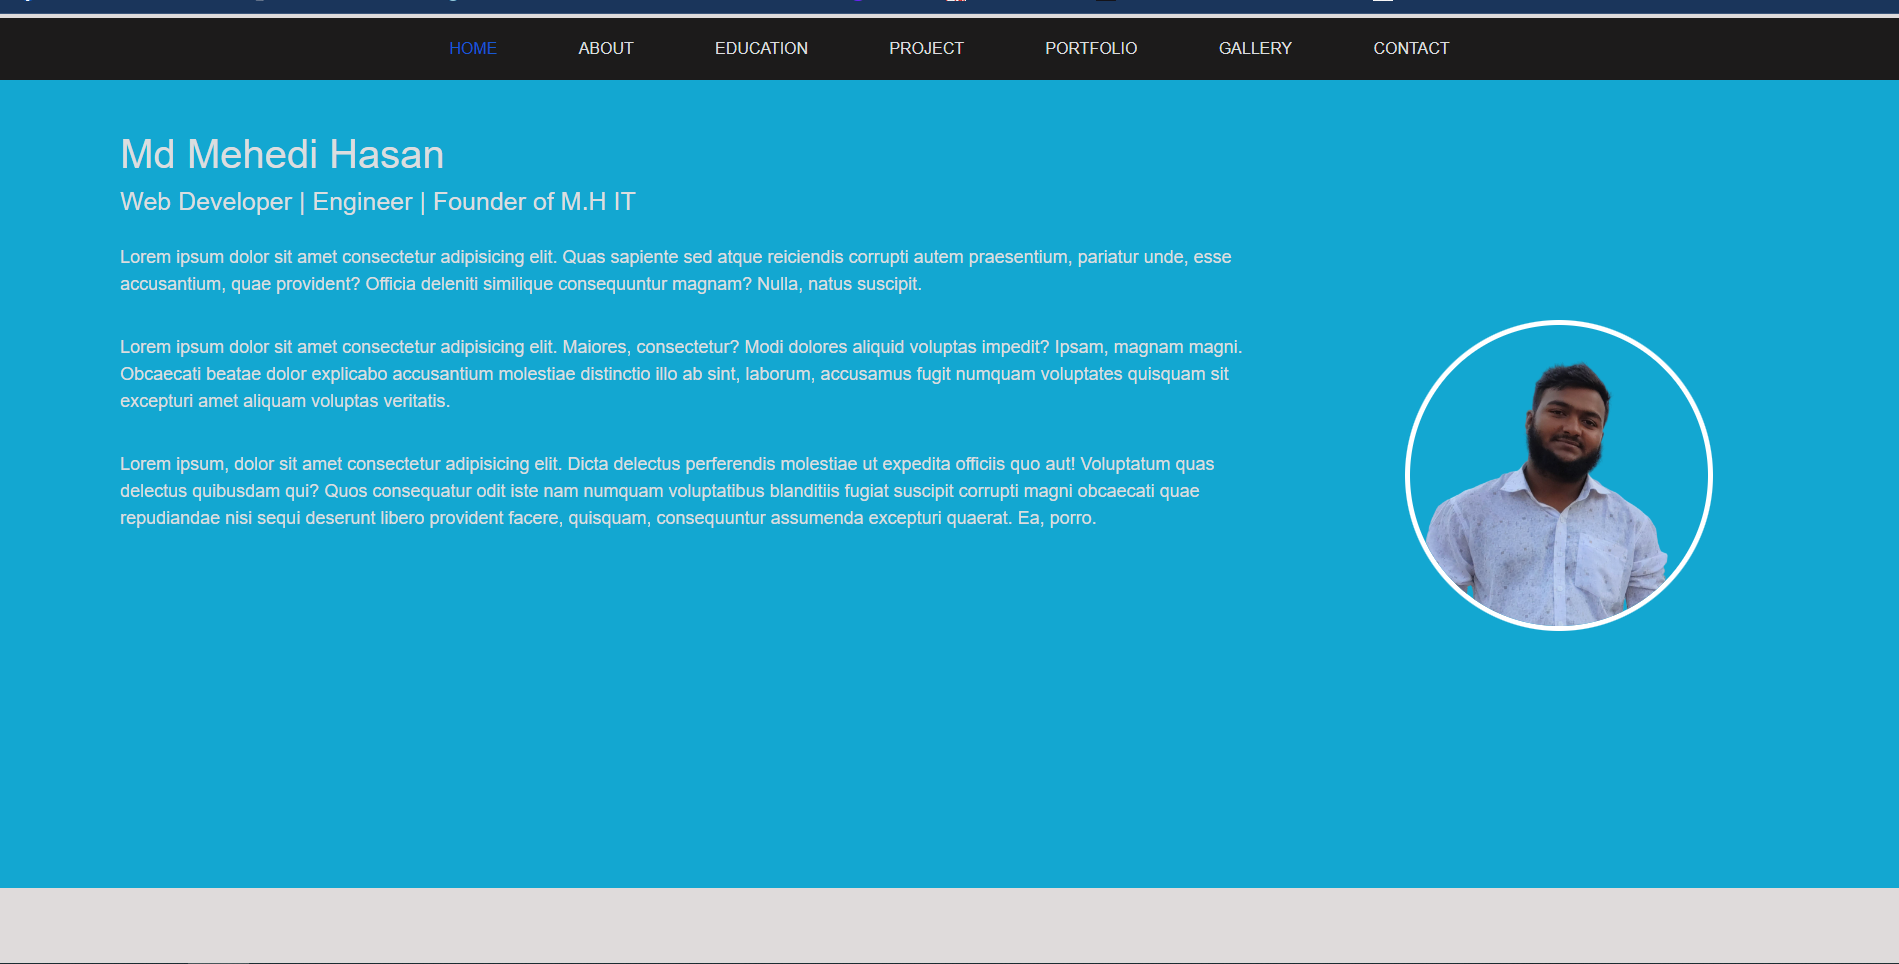 HOME ABOUT EDUCATION PROJECT PORTFOLIO GALLERY CONTACT
Md Mehedi Hasan
Web Developer | Engineer | Founder of M.H IT
Lorem ipsum dolor sit amet consectetur adipisicing elit. Quas sapiente sed atque reiciendis corrupti autem praesentium, pariatur unde, esse
accusantium, quae provident? Officia deleniti similique consequuntur magnam? Nulla, natus suscipit.
Lorem ipsum dolor sit amet consectetur adipisicing elit. Maiores, consectetur? Modi dolores aliquid voluptas impedit? Ipsam, magnam magni.
Obcaecati beatae dolor explicabo accusantium molestiae distinctio illo ab sint, laborum, accusamus fugit numquam voluptates quisquam sit
excepturi amet aliquam voluptas veritatis.
Lorem ipsum, dolor sit amet consectetur adipisicing elit. Dicta delectus perferendis molestiae ut expedita officiis quo aut! Voluptatum quas
delectus quibusdam qui? Quos consequatur odit iste nam numquam voluptatibus blanditiis fugiat suscipit corrupti magni obcaecati quae
repudiandae nisi sequi deserunt libero provident facere, quisquam, consequuntur assumenda excepturi quaerat. Ea, porro.